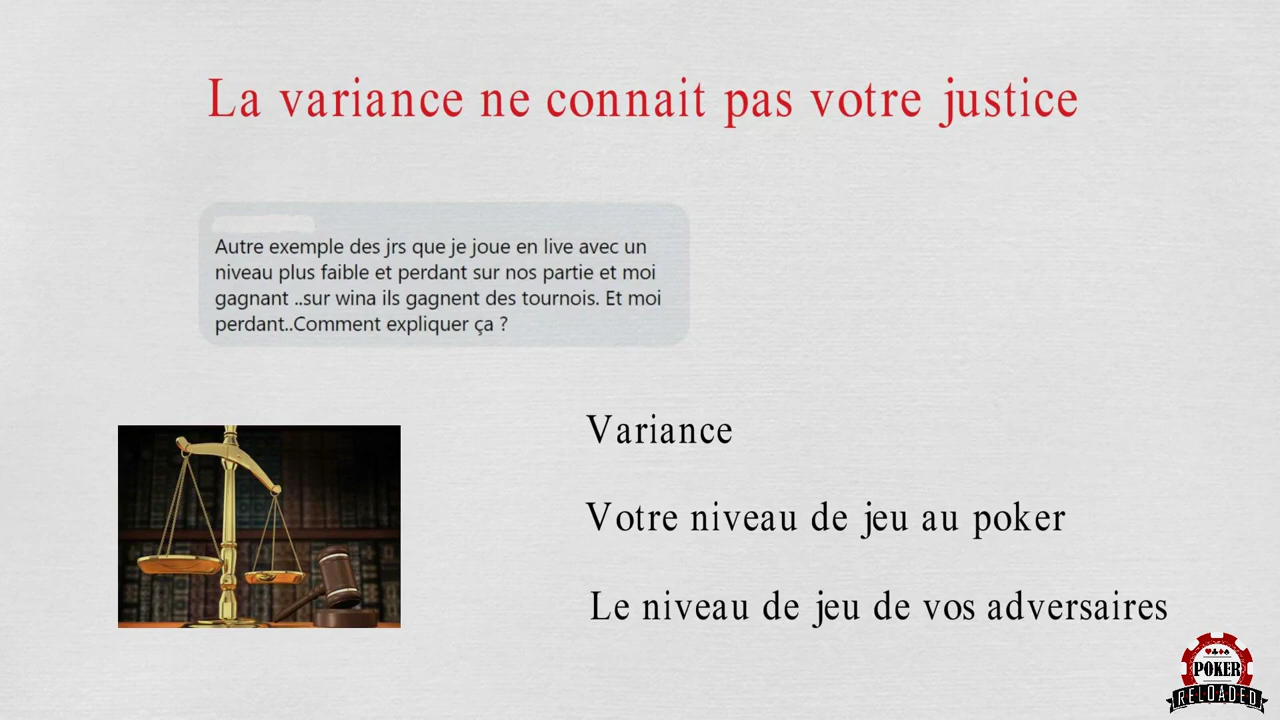 La variance ne connait pas votre justice
Autre exemple des jrs que je joue en live avec un
niveau plus faible et perdant sur nos partie et moi
gagnant ..sur wina ils gagnent des tournois. Et moi
perdant..Comment expliquer ça ?
Variance
Votre niveau de jeu au poker
Le niveau de jeu de vos adversaires
POKER
RELOADED